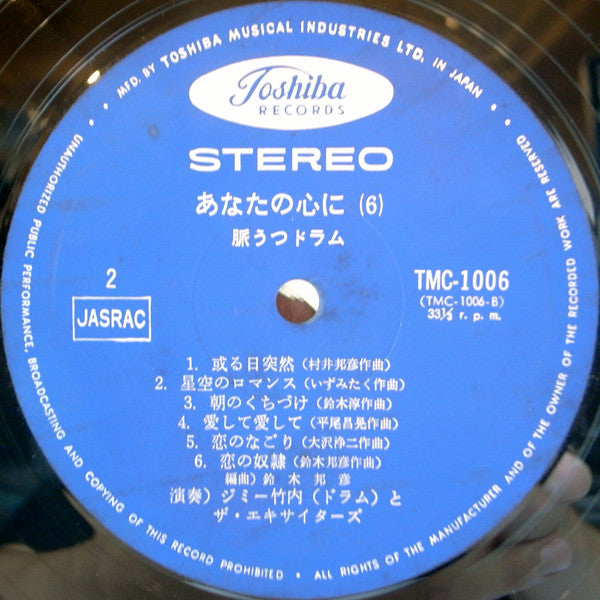 MFD. BY TOSHIBA MUSICAL INDUSTRIES LTD. IN JAPAN
Toshiba
RECORDS
STEREO
あなたの心に (6)
脈うつドラム
2
JASRAC
TMC-1006
(TMC-1006-B)
33⅓ r. p. m.
1. 或る日突然 (村井邦彦作曲)
2. 星空のロマンス (いずみたく作曲)
3. 朝のくちづけ (鈴木淳作曲)
4. 愛して愛して (平尾昌晃作曲)
5. 恋のなごり (大沢浄二作曲)
6. 恋の奴隷 (鈴木邦彦作曲)
編曲) 鈴木邦彦
演奏) ジミー竹内 (ドラム) と
ザ・エキサイターズ
UNAUTHORIZED PUBLIC PERFORMANCE, BROADCASTING AND COPYING OF THIS RECORD PROHIBITED • ALL RIGHTS OF THE MANUFACTURER AND OF THE OWNER OF THE RECORDED WORK ARE RESERVED